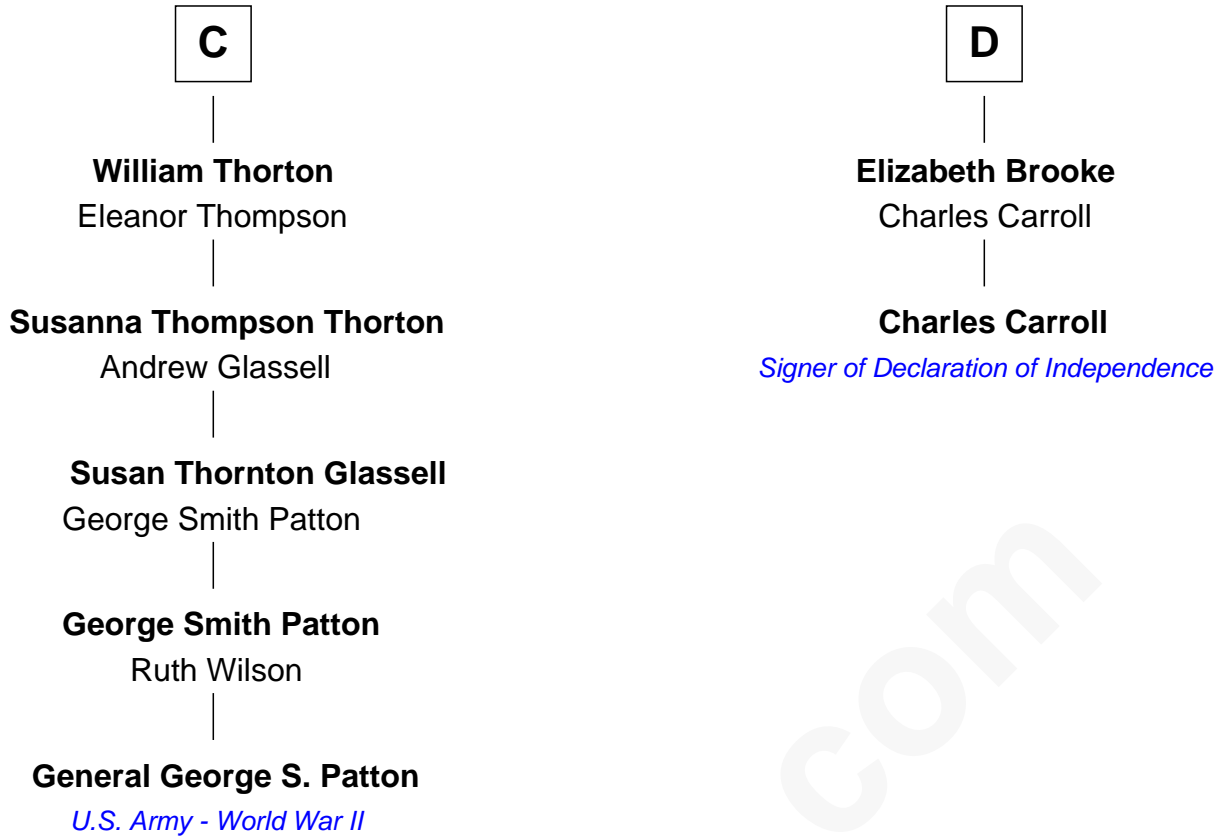 C
William Thorton
Eleanor Thompson
Susanna Thompson Thorton
Andrew Glassell
Susan Thornton Glassell
George Smith Patton
George Smith Patton
Ruth Wilson
General George S. Patton
U.S. Army - World War II
D
Elizabeth Brooke
Charles Carroll
Charles Carroll
Signer of Declaration of Independence
com